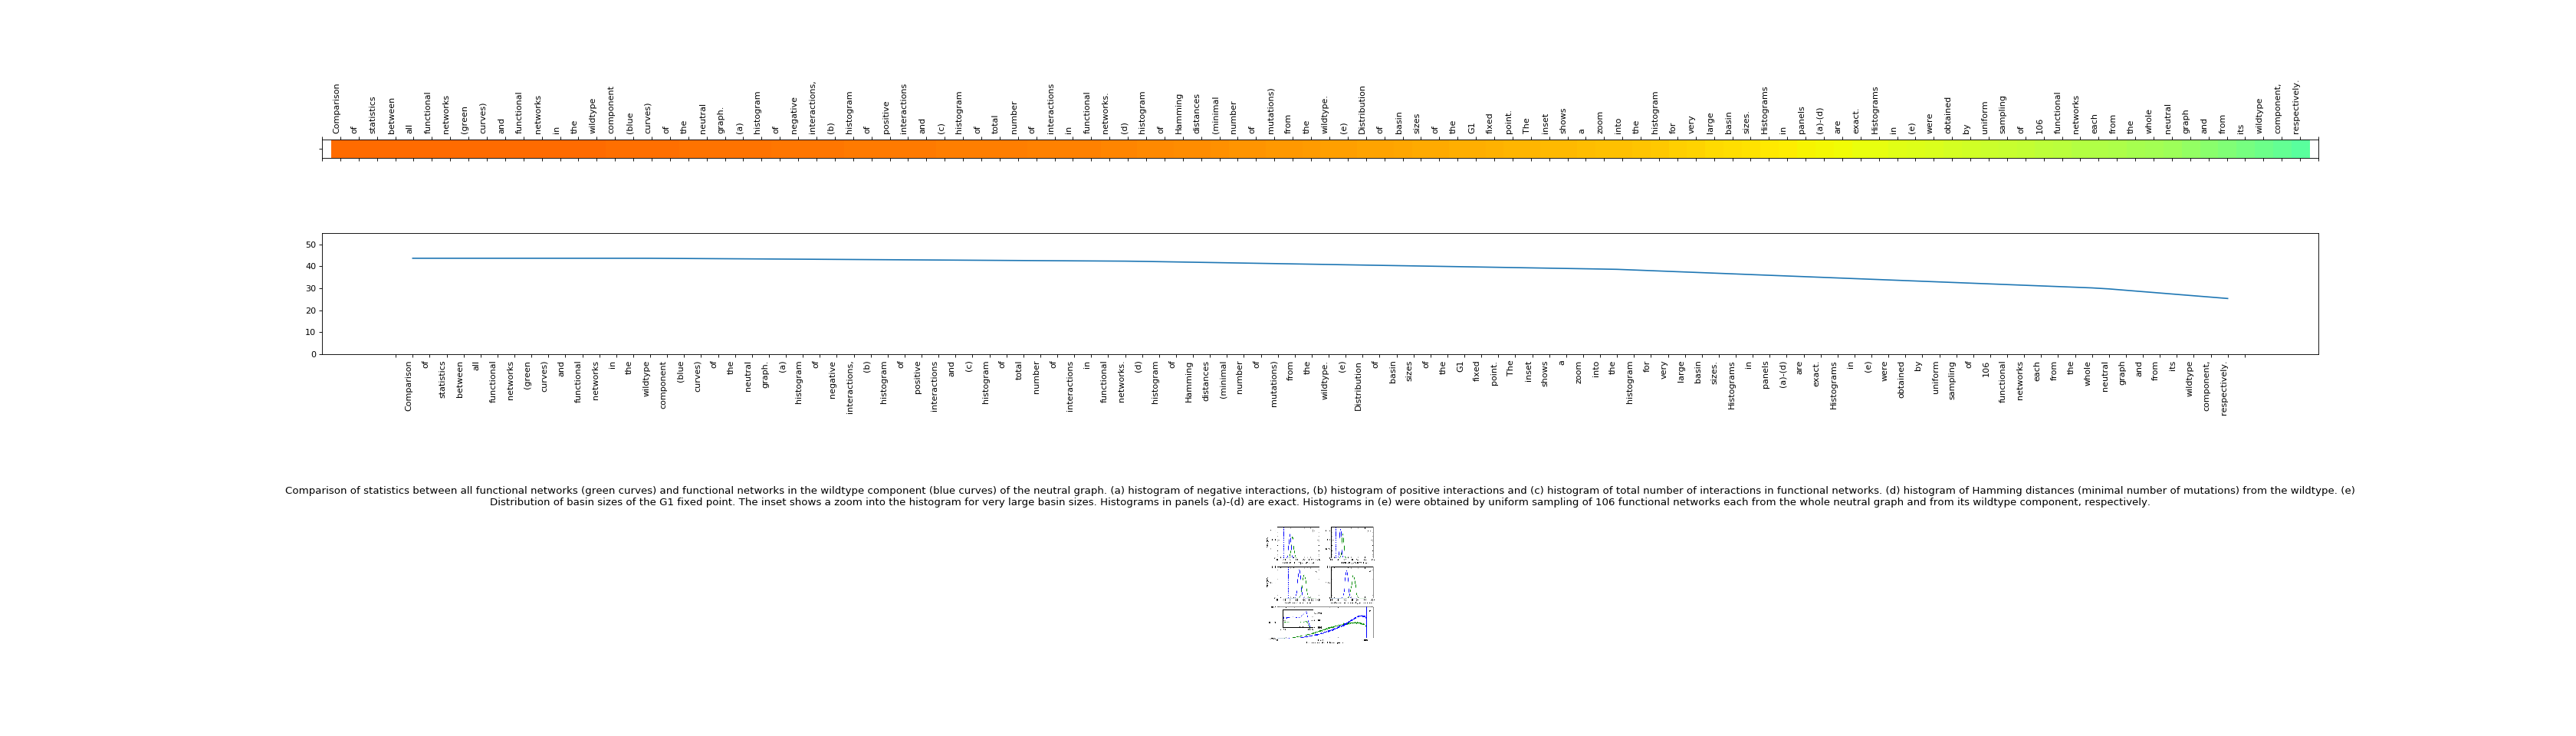 Comparison of statistics between all functional networks (green curves) and functional networks in the wildtype component (blue curves) of the neutral graph. (a) histogram of negative interactions, (b) histogram of positive interactions and (c) histogram of total number of interactions in functional networks. (d) histogram of Hamming distances (minimal number of mutations) from the wildtype. (e) Distribution of basin sizes of the G1 fixed point. The inset shows a zoom into the histogram for very large basin sizes. Histograms in panels (a)-(d) are exact. Histograms in (e) were obtained by uniform sampling of 106 functional networks each from the whole neutral graph and from its wildtype component, respectively.
50
40
30
20
10
0
Comparison of statistics between all functional networks (green curves) and functional networks in the wildtype component (blue curves) of the neutral graph. (a) histogram of negative interactions, (b) histogram of positive interactions and (c) histogram of total number of interactions in functional networks. (d) histogram of Hamming distances (minimal number of mutations) from the wildtype. (e) Distribution of basin sizes of the G1 fixed point. The inset shows a zoom into the histogram for very large basin sizes. Histograms in panels (a)-(d) are exact. Histograms in (e) were obtained by uniform sampling of 106 functional networks each from the whole neutral graph and from its wildtype component, respectively.
Comparison of statistics between all functional networks (green curves) and functional networks in the wildtype component (blue curves) of the neutral graph. (a) histogram of negative interactions, (b) histogram of positive interactions and (c) histogram of total number of interactions in functional networks. (d) histogram of Hamming distances (minimal number of mutations) from the wildtype. (e)
Distribution of basin sizes of the G1 fixed point. The inset shows a zoom into the histogram for very large basin sizes. Histograms in panels (a)-(d) are exact. Histograms in (e) were obtained by uniform sampling of 106 functional networks each from the whole neutral graph and from its wildtype component, respectively.